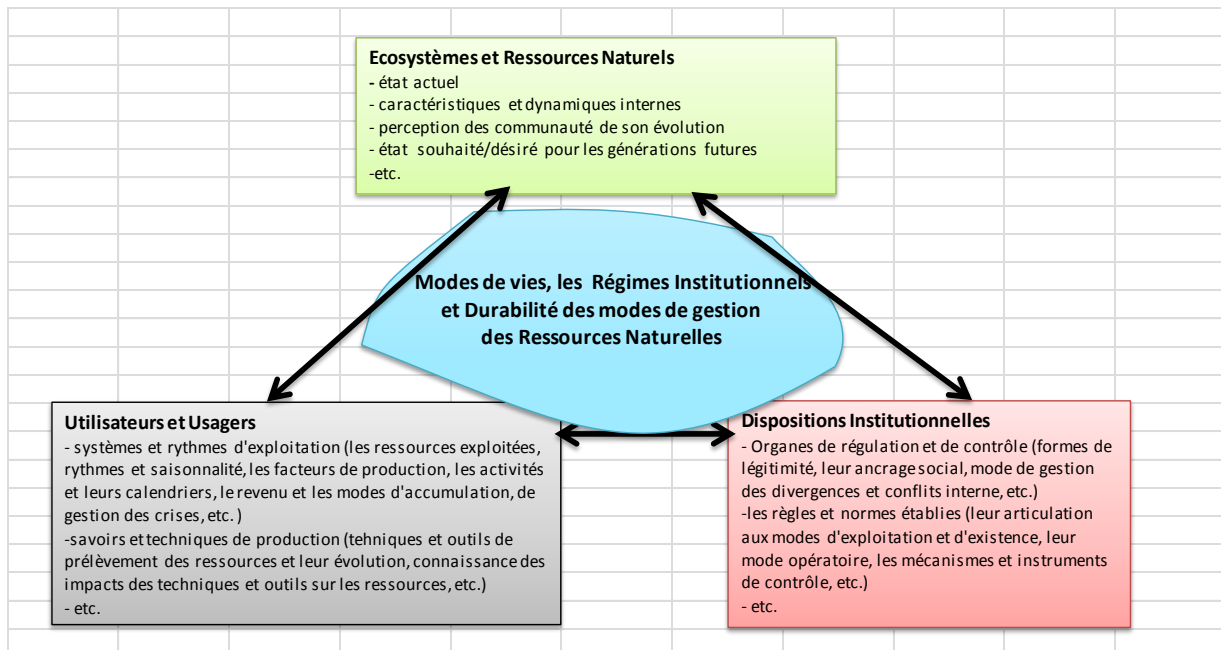 Ecosystèmes et Ressources Naturels
- état actuel
- caractéristiques et dynamiques internes
- perception des communauté de son évolution
- état souhaité/désiré pour les générations futures
-etc.
Modes de vies, les Régimes Institutionnels
et Durabilité des modes de gestion
des Ressources Naturelles
Utilisateurs et Usagers
- systèmes et rythmes d'exploitation (les ressources exploitées,
rythmes et saisonnalité, les facteurs de production, les activités
et leurs calendriers, le revenu et les modes d'accumulation, de
gestion des crises, etc. )
-savoirs et techniques de production (tehniques et outils de
prélèvement des ressources et leur évolution, connaissance des
impacts des techniques et outils sur les ressources, etc.)
- etc.
Dispositions Institutionnelles
- Organes de régulation et de contrôle (formes de
légitimité, leur ancrage social, mode de gestion
des divergences et conflits interne, etc.)
-les règles et normes établies (leur articulation
aux modes d'exploitation et d'existence, leur
mode opératoire, les mécanismes et instruments
de contrôle, etc.)
- etc.